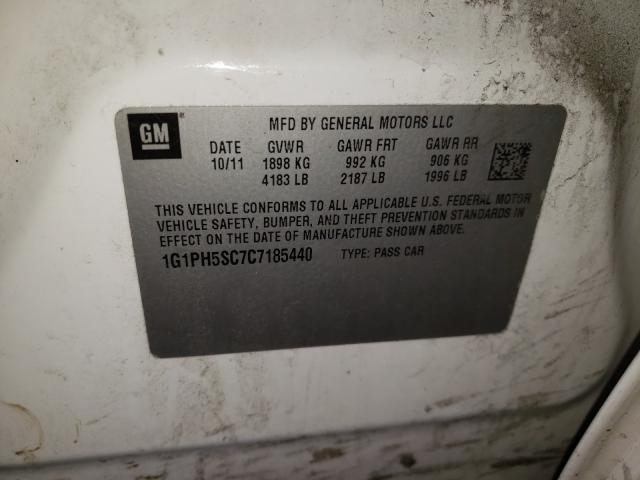 GM
MFD BY GENERAL MOTORS LLC
DATE GVWR GAWR FRT GAWR RR
10/11 1898 KG 992 KG 906 KG
4183 LB 2187 LB 1996 LB
THIS VEHICLE CONFORMS TO ALL APPLICABLE U.S. FEDERAL MOTOR
VEHICLE SAFETY, BUMPER, AND THEFT PREVENTION STANDARDS IN
EFFECT ON THE DATE OF MANUFACTURE SHOWN ABOVE.
1G1PH5SC7C7185440 TYPE: PASS CAR